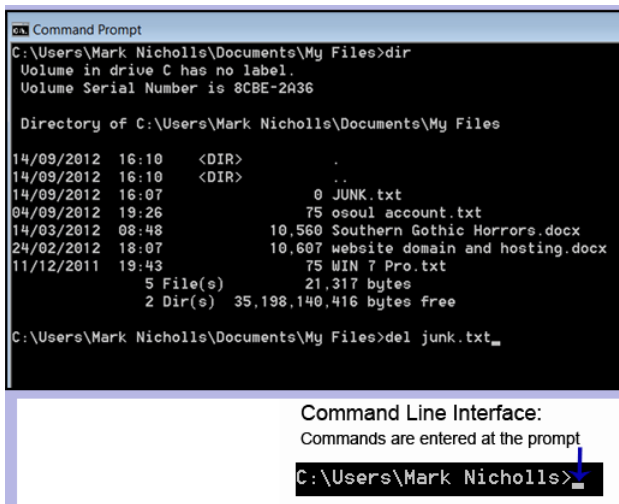 Command Prompt
C:\Users\Mark Nicholls\Documents\My Files>dir
Volume in drive C has no label.
Volume Serial Number is 8CBE-2A36
Directory of C:\Users\Mark Nicholls\Documents\My Files
14/09/2012 16:10 <DIR> .
14/09/2012 16:10 <DIR> ..
14/09/2012 16:07 0 JUNK.txt
04/09/2012 19:26 75 osoul account.txt
14/03/2012 08:48 10,560 Southern Gothic Horrors.docx
24/02/2012 18:07 10,607 website domain and hosting.docx
11/12/2011 19:43 75 WIN 7 Pro.txt
5 File(s) 21,317 bytes
2 Dir(s) 35,198,140,416 bytes free
C:\Users\Mark Nicholls\Documents\My Files>del junk.txt_
Command Line Interface:
Commands are entered at the prompt
C:\Users\Mark Nicholls>_